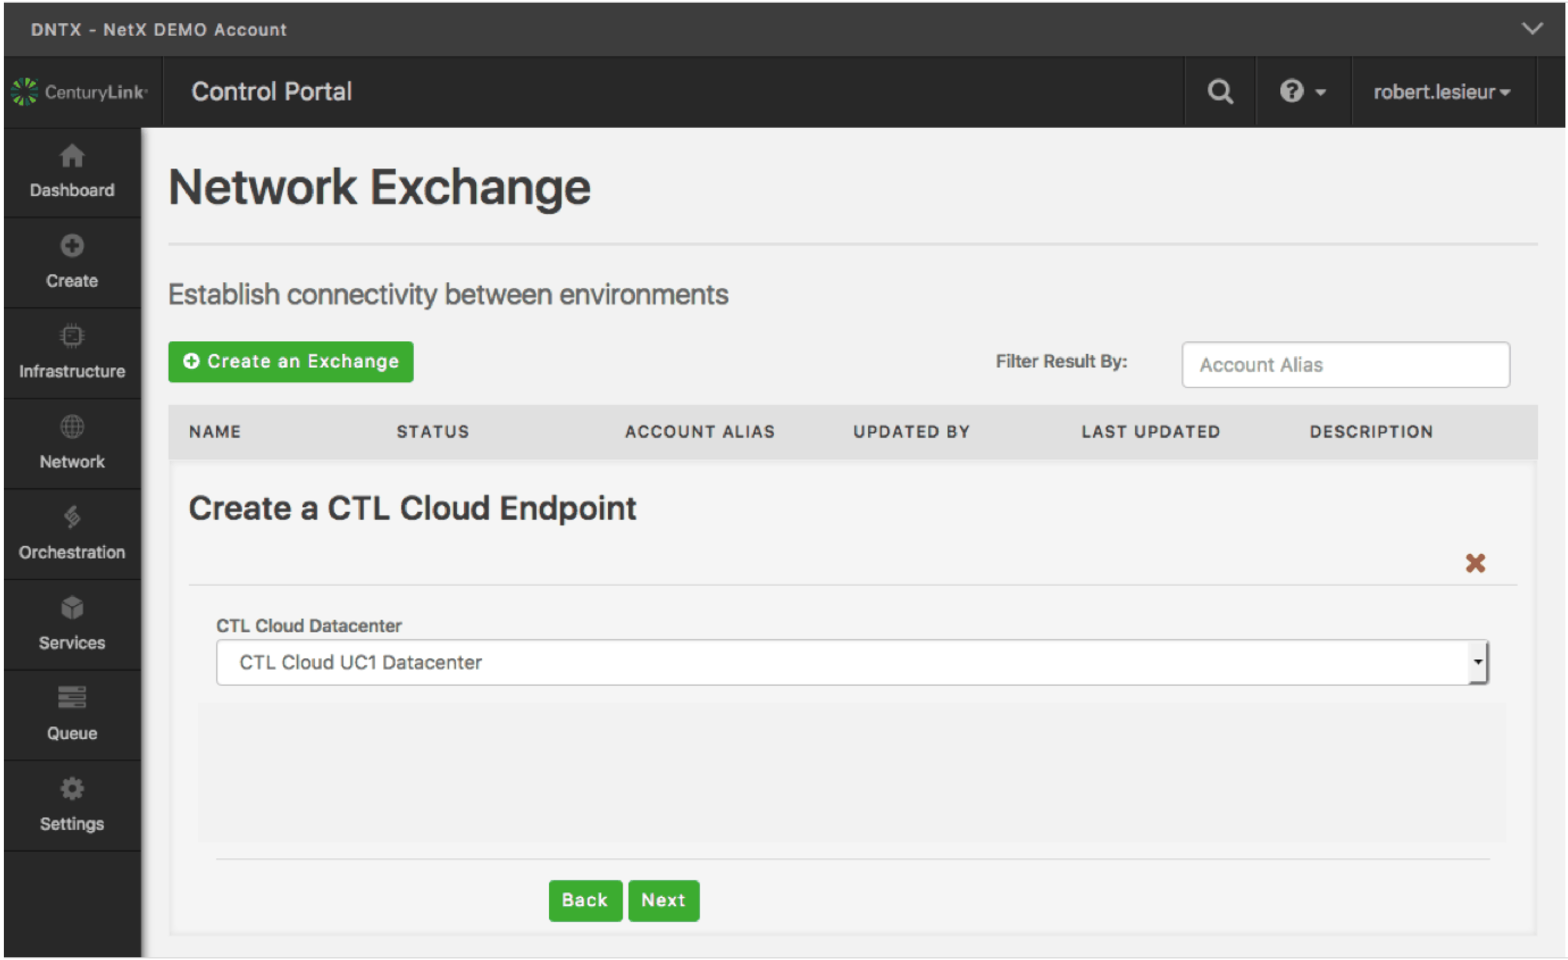 DNTX - NetX DEMO Account
CenturyLink
Control Portal
robert.lesieur
Dashboard
Create
Infrastructure
Network
Orchestration
Services
Queue
Settings
Network Exchange
Establish connectivity between environments
Create an Exchange
Filter Result By:
Account Alias
NAME STATUS ACCOUNT ALIAS UPDATED BY LAST UPDATED DESCRIPTION
Create a CTL Cloud Endpoint
CTL Cloud Datacenter
CTL Cloud UC1 Datacenter
Back Next